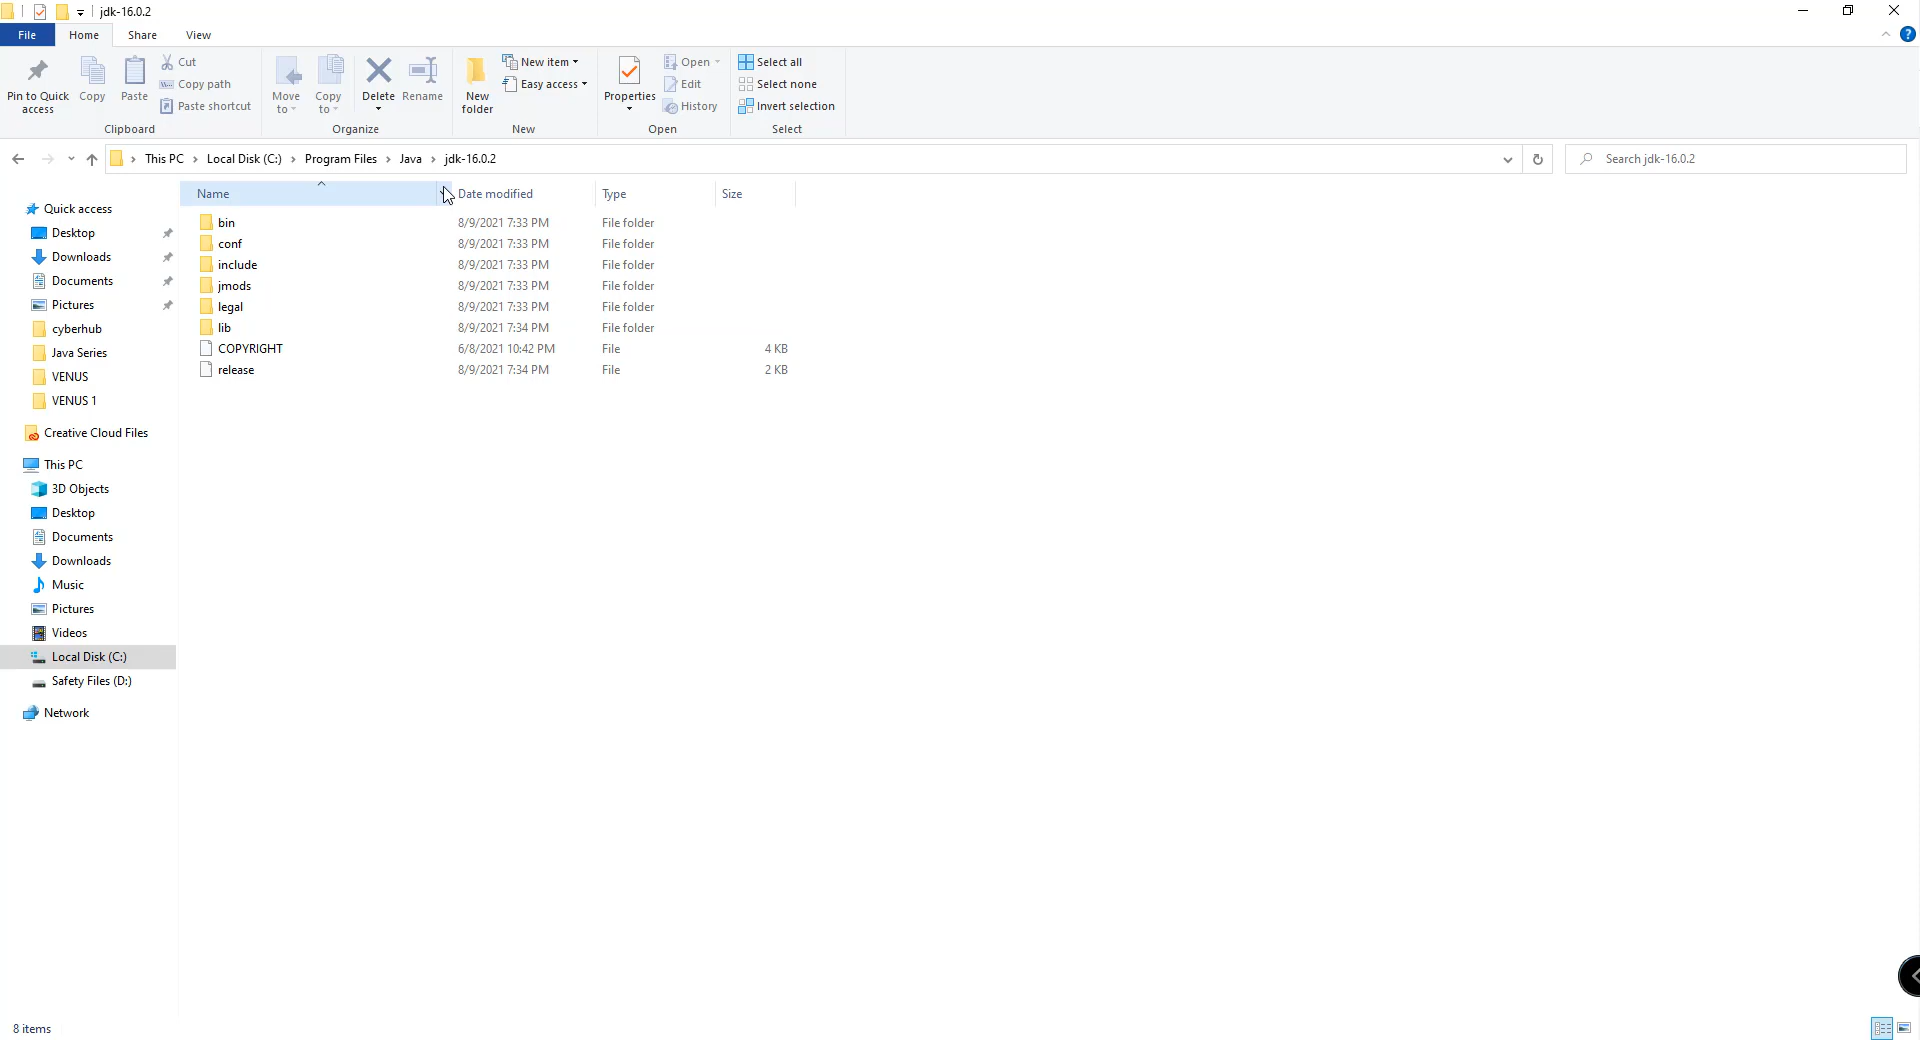 jdk-16.0.2
File Home Share View
Pin to Quick access
Copy
Paste
Cut
Copy path
Paste shortcut
Clipboard
Move to
Copy to
Delete
Rename
Organize
New folder
New item
Easy access
New
Properties
Open
Edit
History
Open
Select all
Select none
Invert selection
Select
This PC > Local Disk (C:) > Program Files > Java > jdk-16.0.2
Search jdk-16.0.2
Quick access
Desktop
Downloads
Documents
Pictures
cyberhub
Java Series
VENUS
VENUS 1
Creative Cloud Files
This PC
3D Objects
Desktop
Documents
Downloads
Music
Pictures
Videos
Local Disk (C:)
Safety Files (D:)
Network
Name Date modified Type Size
bin 8/9/2021 7:33 PM File folder
conf 8/9/2021 7:33 PM File folder
include 8/9/2021 7:33 PM File folder
jmods 8/9/2021 7:33 PM File folder
legal 8/9/2021 7:33 PM File folder
lib 8/9/2021 7:34 PM File folder
COPYRIGHT 6/8/2021 10:42 PM File 4 KB
release 8/9/2021 7:34 PM File 2 KB
8 items